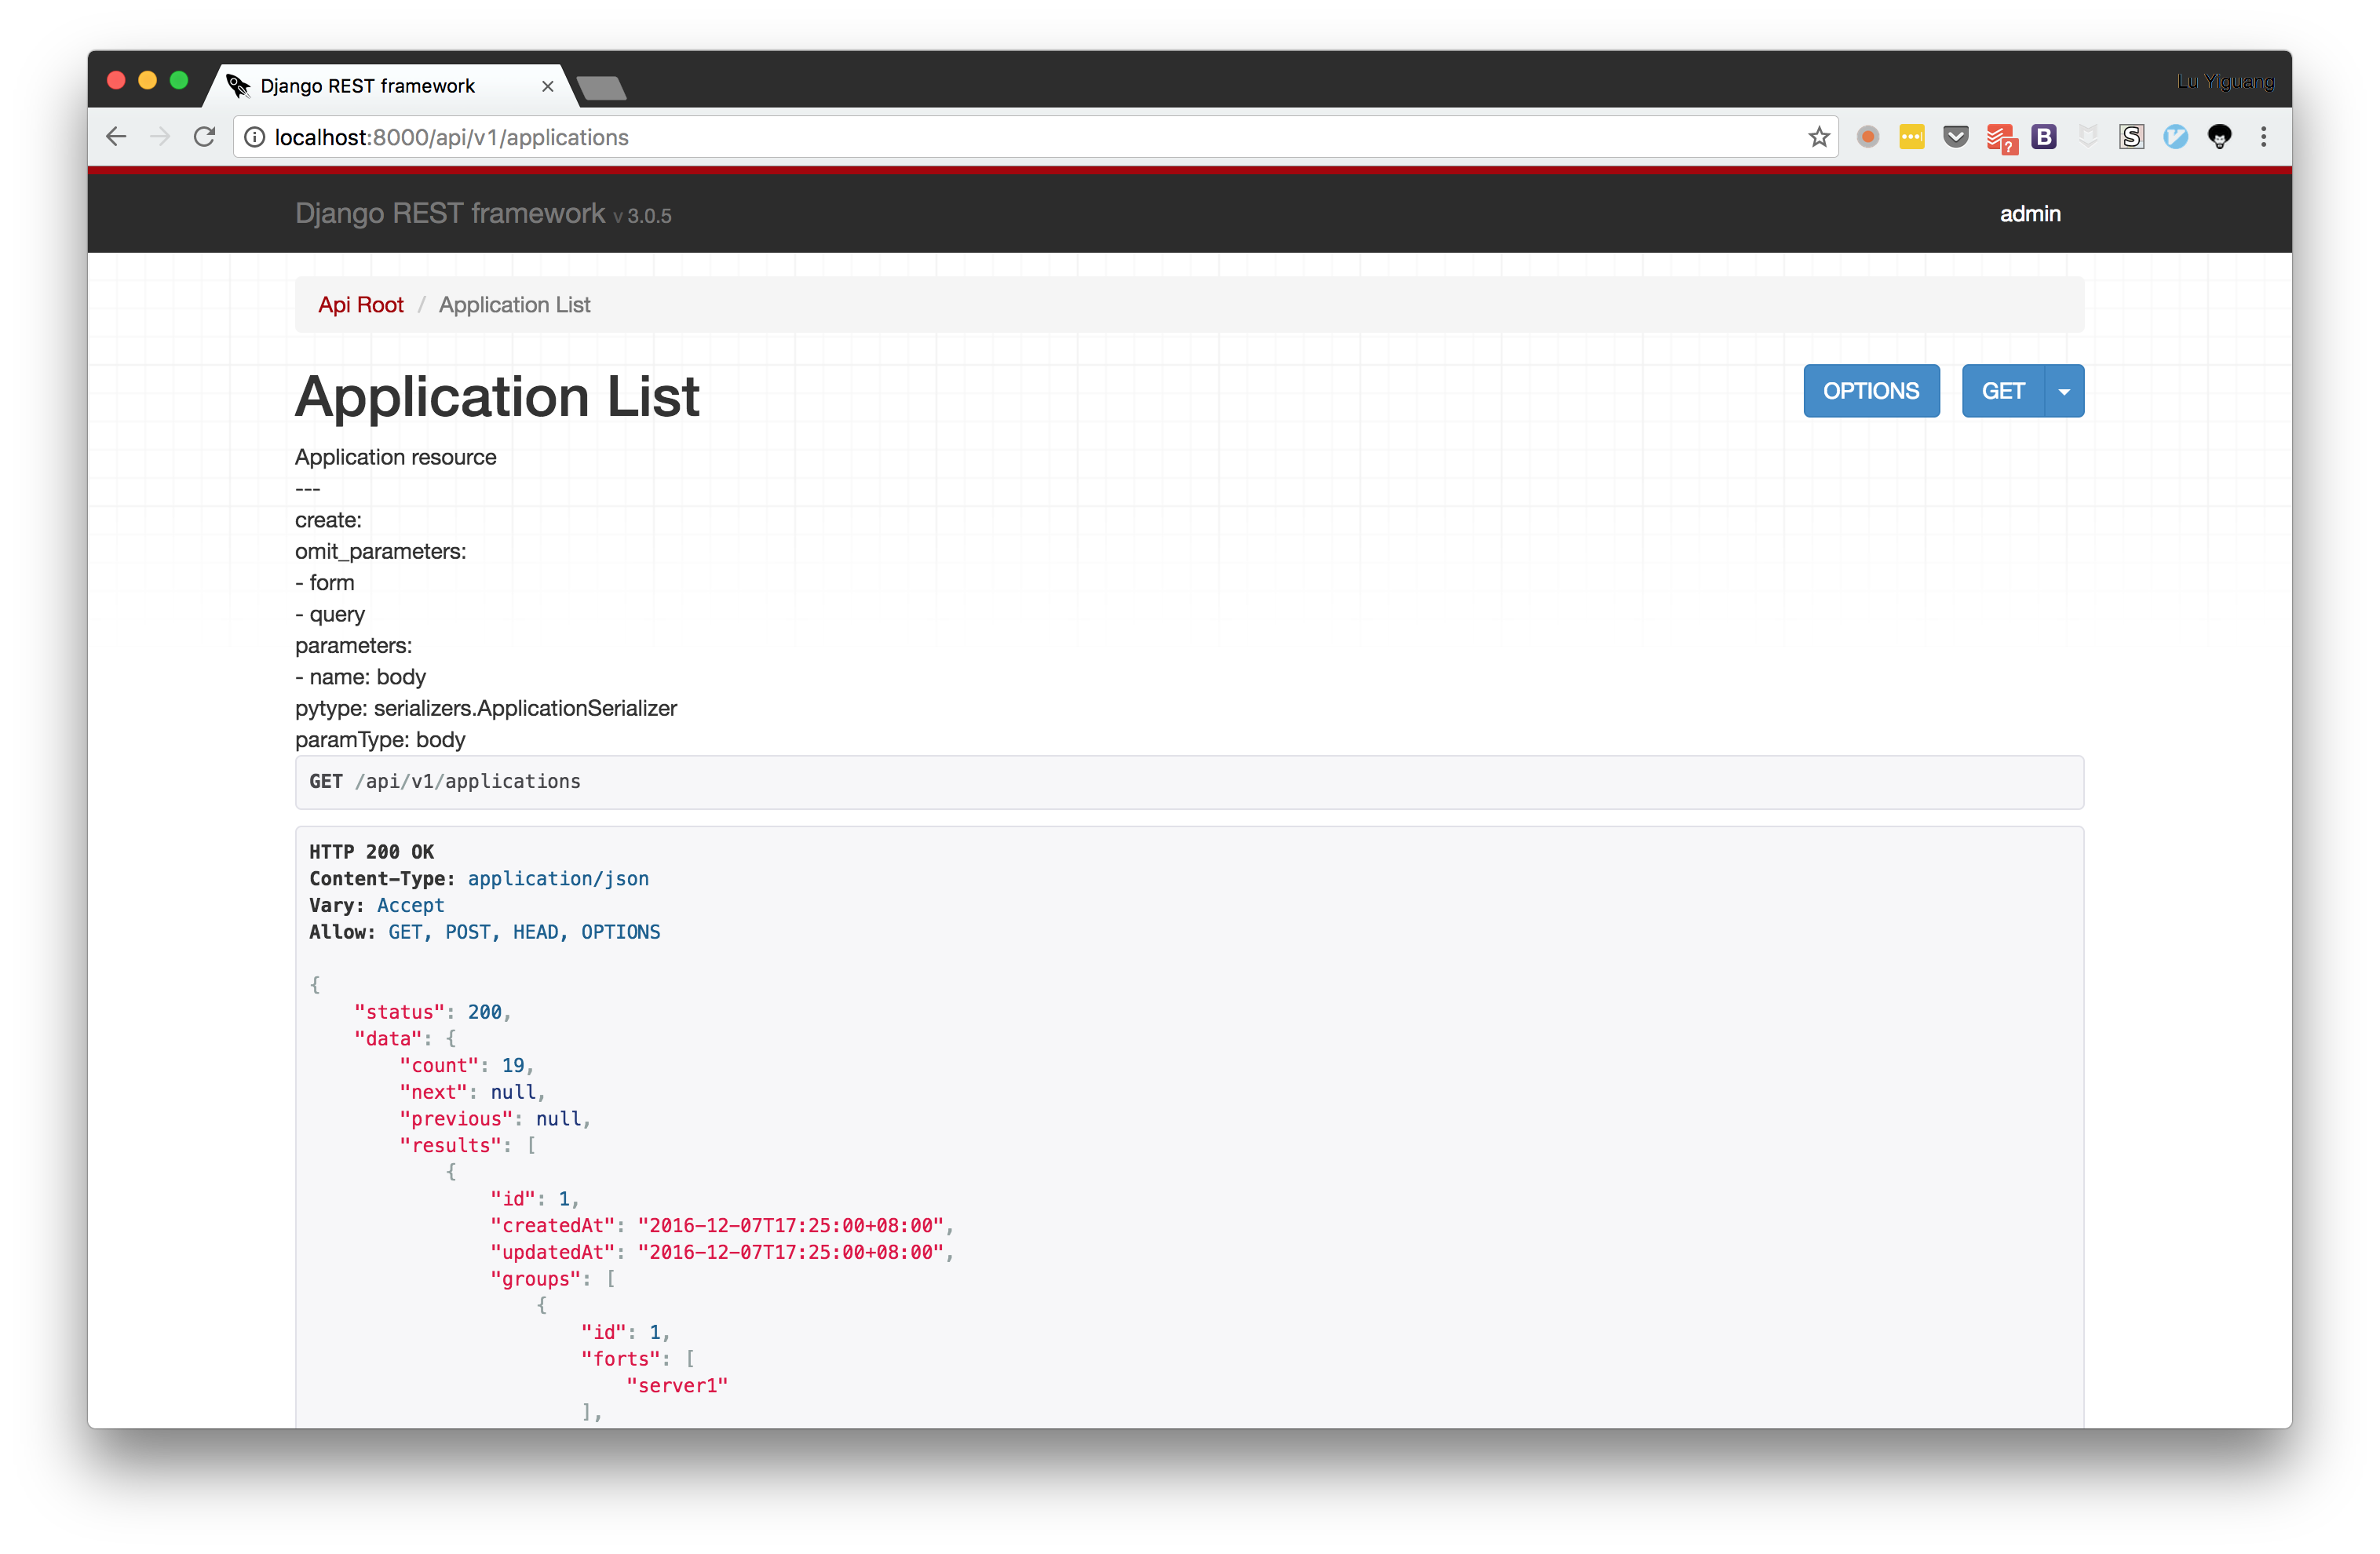 Django REST framework
Lu Yiguang
localhost:8000/api/v1/applications
Django REST framework v 3.0.5
admin
Api Root / Application List
Application List
OPTIONS
GET
Application resource
---
create:
omit_parameters:
- form
- query
parameters:
- name: body
pytype: serializers.ApplicationSerializer
paramType: body
GET /api/v1/applications
HTTP 200 OK
Content-Type: application/json
Vary: Accept
Allow: GET, POST, HEAD, OPTIONS
{
    "status": 200,
    "data": {
        "count": 19,
        "next": null,
        "previous": null,
        "results": [
            {
                "id": 1,
                "createdAt": "2016-12-07T17:25:00+08:00",
                "updatedAt": "2016-12-07T17:25:00+08:00",
                "groups": [
                    {
                        "id": 1,
                        "forts": [
                            "server1"
                        ],